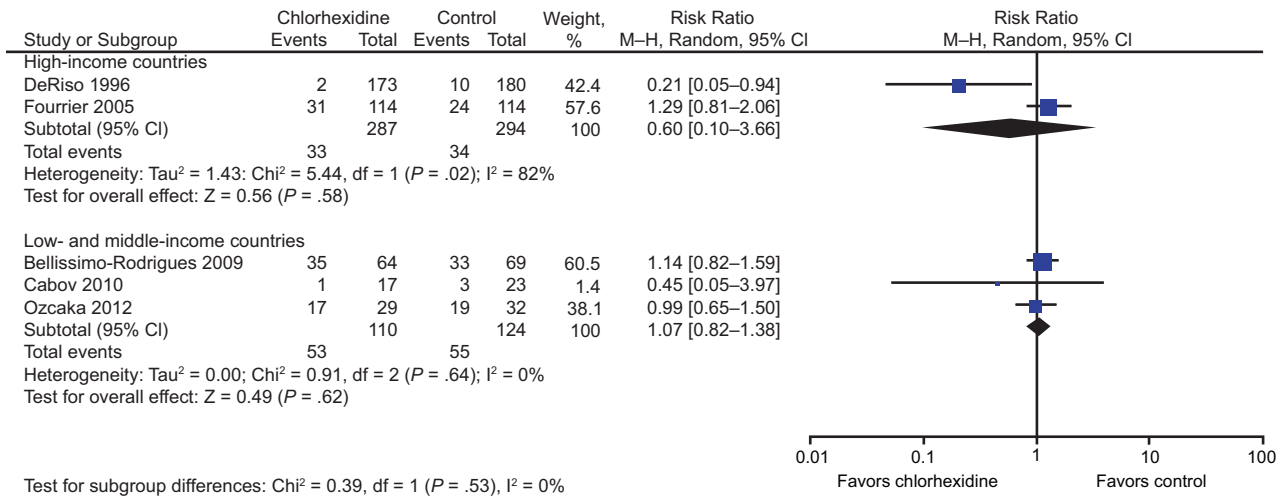 Chlorhexidine Control Weight, Risk Ratio Risk Ratio
Study or Subgroup Events Total Events Total % M–H, Random, 95% CI M–H, Random, 95% CI
High-income countries
DeRiso 1996 2 173 10 180 42.4 0.21 [0.05–0.94]
Fourrier 2005 31 114 24 114 57.6 1.29 [0.81–2.06]
Subtotal (95% CI) 287 294 100 0.60 [0.10–3.66]
Total events 33 34
Heterogeneity: Tau² = 1.43: Chi² = 5.44, df = 1 (P = .02); I² = 82%
Test for overall effect: Z = 0.56 (P = .58)
Low- and middle-income countries
Bellissimo-Rodrigues 2009 35 64 33 69 60.5 1.14 [0.82–1.59]
Cabov 2010 1 17 3 23 1.4 0.45 [0.05–3.97]
Ozcaka 2012 17 29 19 32 38.1 0.99 [0.65–1.50]
Subtotal (95% CI) 110 124 100 1.07 [0.82–1.38]
Total events 53 55
Heterogeneity: Tau² = 0.00; Chi² = 0.91, df = 2 (P = .64); I² = 0%
Test for overall effect: Z = 0.49 (P = .62)
0.01 0.1 1 10 100
Favors chlorhexidine Favors control
Test for subgroup differences: Chi² = 0.39, df = 1 (P = .53), I² = 0%